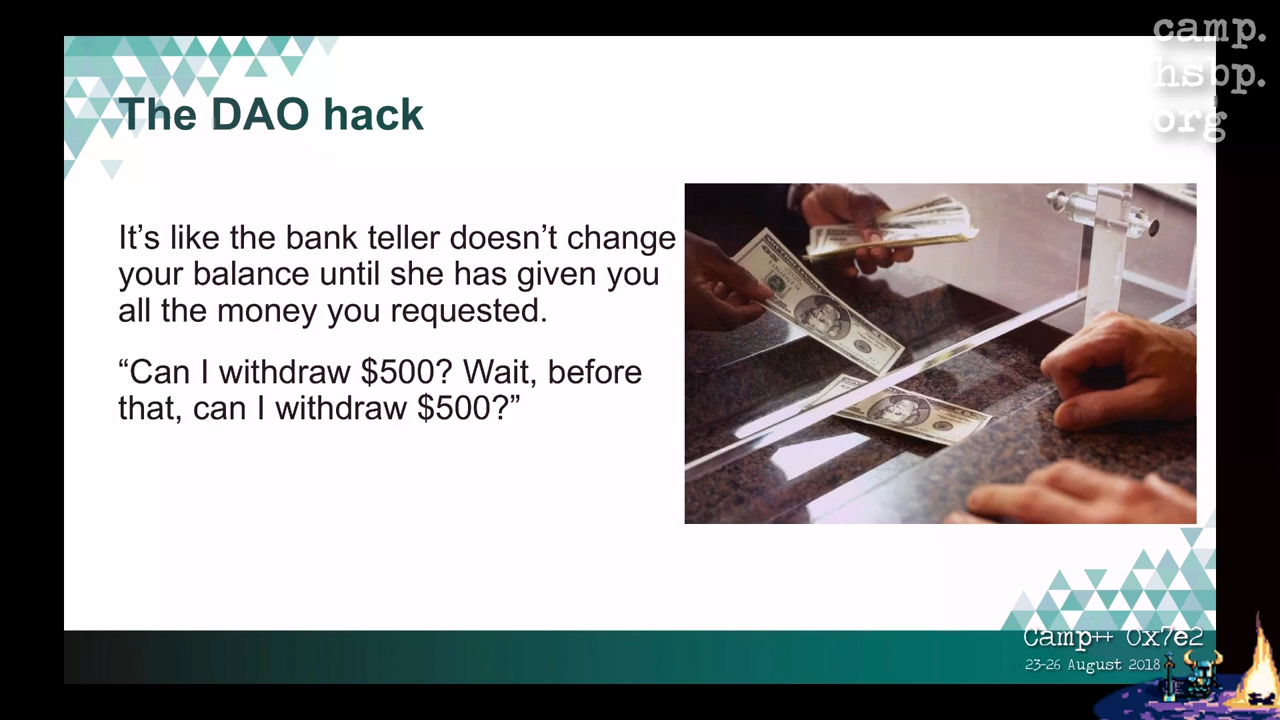 camp.
hsbp.
org
The DAO hack
It’s like the bank teller doesn’t change
your balance until she has given you
all the money you requested.
“Can I withdraw $500? Wait, before
that, can I withdraw $500?”
Camp++ 0x7e2
23-26 August 2018